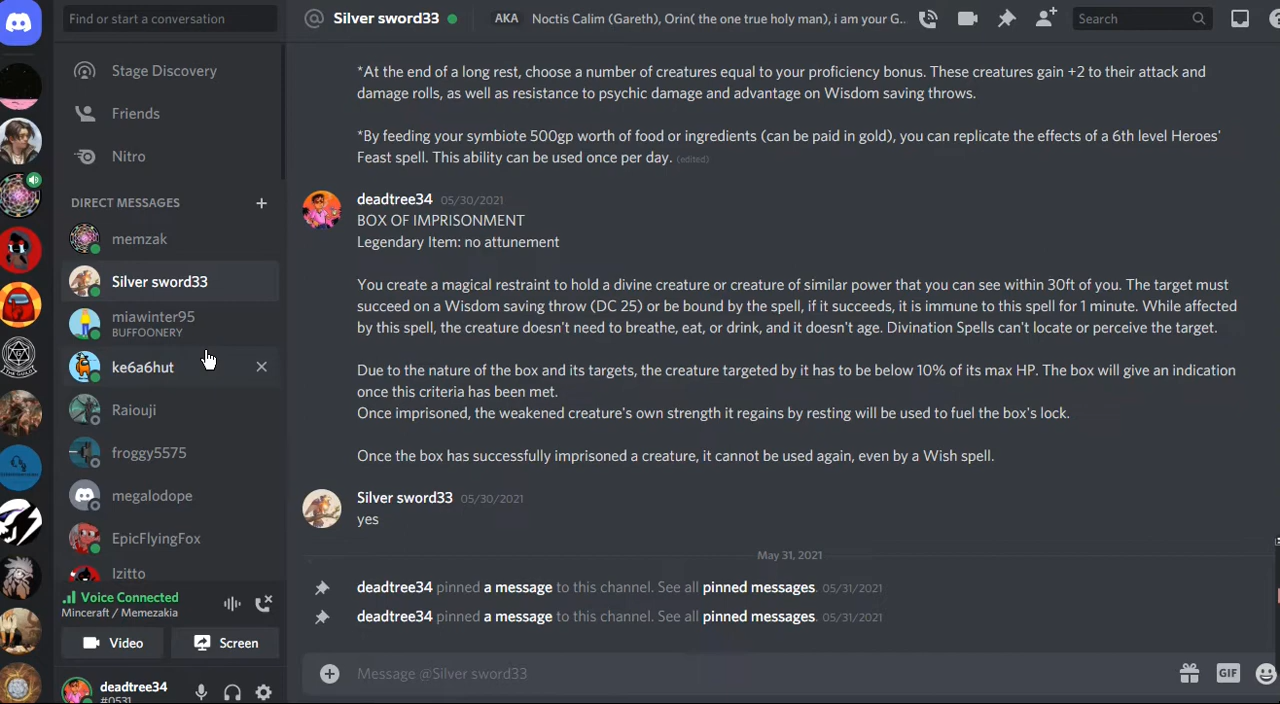 Find or start a conversation
Silver sword33
AKA
Noctis Calim (Gareth), Orin( the one true holy man), i am your G..
Search
Stage Discovery
Friends
Nitro
DIRECT MESSAGES
memzak
Silver sword33
miawinter95
BUFFOONERY
ke6a6hut
Raiouji
froggy5575
megalodope
EpicFlyingFox
Izitto
Voice Connected
Minceraft / Memezakia
Video
Screen
deadtree34
#0531
*At the end of a long rest, choose a number of creatures equal to your proficiency bonus. These creatures gain +2 to their attack and
damage rolls, as well as resistance to psychic damage and advantage on Wisdom saving throws.
*By feeding your symbiote 500gp worth of food or ingredients (can be paid in gold), you can replicate the effects of a 6th level Heroes'
Feast spell. This ability can be used once per day. (edited)
deadtree34 05/30/2021
BOX OF IMPRISONMENT
Legendary Item: no attunement
You create a magical restraint to hold a divine creature or creature of similar power that you can see within 30ft of you. The target must
succeed on a Wisdom saving throw (DC 25) or be bound by the spell, if it succeeds, it is immune to this spell for 1 minute. While affected
by this spell, the creature doesn't need to breathe, eat, or drink, and it doesn't age. Divination Spells can't locate or perceive the target.
Due to the nature of the box and its targets, the creature targeted by it has to be below 10% of its max HP. The box will give an indication
once this criteria has been met.
Once imprisoned, the weakened creature's own strength it regains by resting will be used to fuel the box's lock.
Once the box has successfully imprisoned a creature, it cannot be used again, even by a Wish spell.
Silver sword33 05/30/2021
yes
May 31, 2021
deadtree34 pinned a message to this channel. See all pinned messages. 05/31/2021
deadtree34 pinned a message to this channel. See all pinned messages. 05/31/2021
Message @Silver sword33
GIF